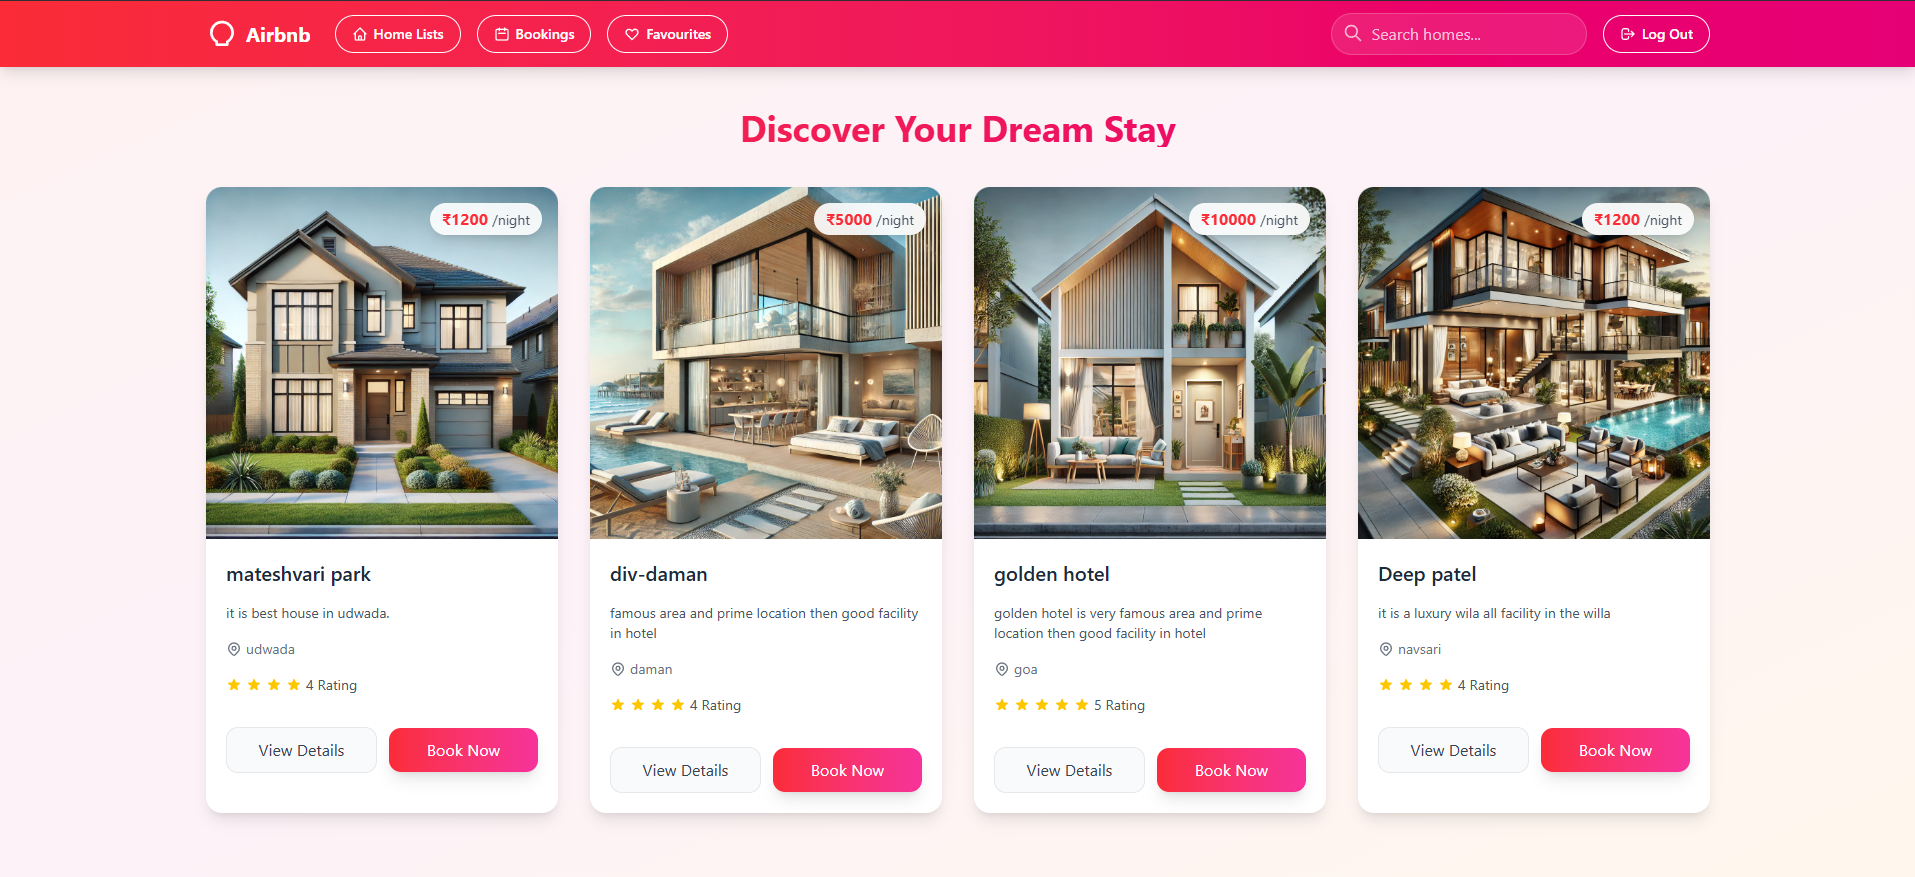 Airbnb
Home Lists
Bookings
Favourites
Search homes...
Log Out
Discover Your Dream Stay
₹1200 /night
₹5000 /night
₹10000 /night
₹1200 /night
mateshvari park
it is best house in udwada.
udwada
4 Rating
View Details
Book Now
div-daman
famous area and prime location then good facility
in hotel
daman
4 Rating
View Details
Book Now
golden hotel
golden hotel is very famous area and prime
location then good facility in hotel
goa
5 Rating
View Details
Book Now
Deep patel
it is a luxury wila all facility in the willa
navsari
4 Rating
View Details
Book Now